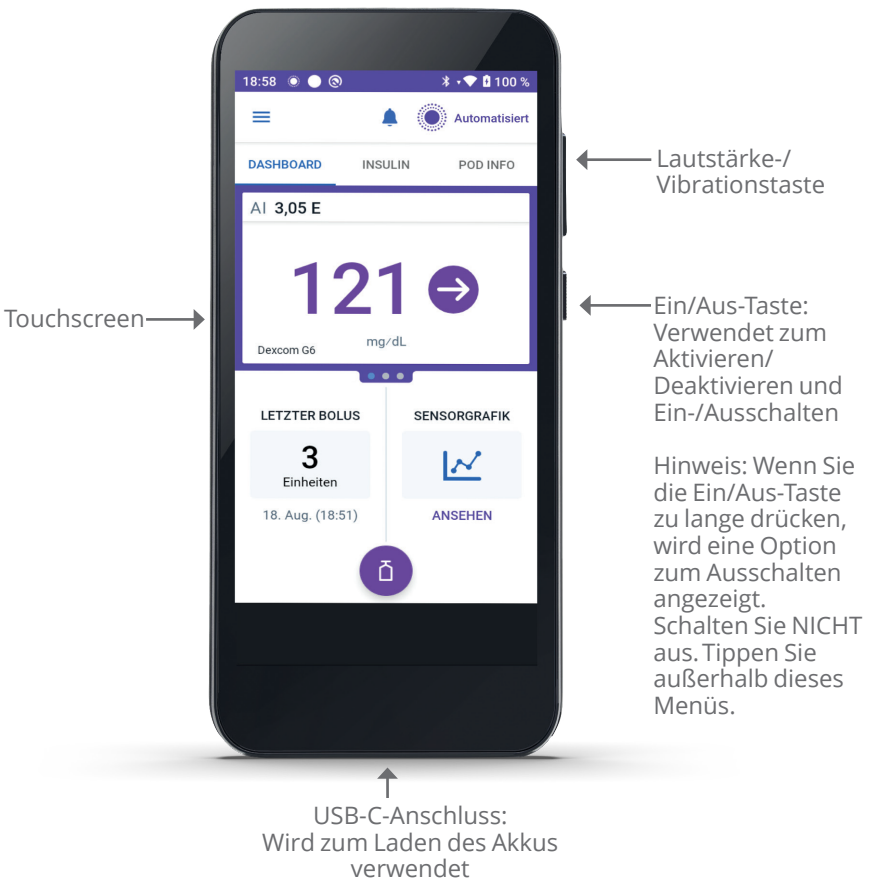 18:58
100 %
Automatisiert
DASHBOARD INSULIN POD INFO
AI 3,05 E
121
mg/dL
Dexcom G6
LETZTER BOLUS
3
Einheiten
18. Aug. (18:51)
SENSORGRAFIK
ANSEHEN
Touchscreen
Lautstärke-/
Vibrationstaste
Ein/Aus-Taste:
Verwendet zum
Aktivieren/
Deaktivieren und
Ein-/Ausschalten
Hinweis: Wenn Sie
die Ein/Aus-Taste
zu lange drücken,
wird eine Option
zum Ausschalten
angezeigt.
Schalten Sie NICHT
aus. Tippen Sie
außerhalb dieses
Menüs.
USB-C-Anschluss:
Wird zum Laden des Akkus
verwendet